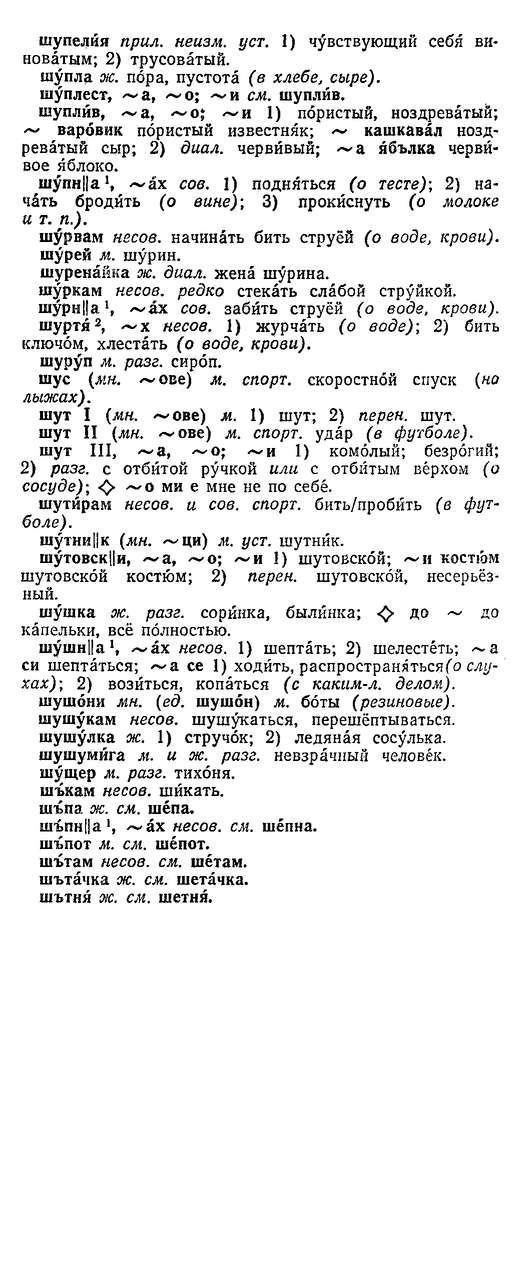 шупелѝя прил. неизм. уст. 1) чу́вствующий себя́ ви-
нова́тым; 2) трусова́тый.
шу́пла ж. по́ра, пустота́ (в хлебе, сыре).
шу́плест, ~а, ~о; ~и см. шупли́в.
шупли́в, ~а, ~о; ~и 1) по́ристый, ноздрева́тый;
~ варо́вик по́ристый известня́к; ~ кашкава́л нозд-
рева́тый сыр; 2) диал. черви́вый; ~а я́бълка черви́-
вое я́блоко.
шу́пн||а¹, ~а́х сов. 1) подня́ться (о тесте); 2) на-
ча́ть броди́ть (о вине); 3) проки́снуть (о молоке
и т. п.).
шу́рвам несов. начина́ть бить струёй (о воде, крови).
шу́рей м. шу́рин.
шурена́йка ж. диал. жена́ шу́рина.
шу́ркам несов. редко стека́ть сла́бой стру́йкой.
шу́рн||а¹, ~а́х сов. заби́ть струёй (о воде, крови).
шуртя́², ~х несов. 1) журча́ть (о воде); 2) бить
ключо́м, хлеста́ть (о воде, крови).
шуру́п м. разг. сиро́п.
шус (мн. ~ове) м. спорт. скоростно́й спуск (на
лыжах).
шут I (мн. ~ове) м. 1) шут; 2) перен. шут.
шут II (мн. ~ове) м. спорт. уда́р (в футболе).
шут III, ~а, ~о; ~и 1) комо́лый; безро́гий;
2) разг. с отби́той ру́чкой или с отби́тым ве́рхом (о
сосуде); ◇ ~о ми е мне не по себе́.
шути́рам несов. и сов. спорт. бить/проби́ть (в фут-
боле).
шу́тни||к (мн. ~ци) м. уст. шутни́к.
шу́товск||и, ~а, ~о; ~и 1) шутовско́й; ~и костю́м
шутовско́й костю́м; 2) перен. шутовско́й, несерьёз-
ный.
шу́шка ж. разг. сори́нка, были́нка; ◇ до ~ до
ка́пельки, всё по́лностью.
шу́шн||а¹, ~а́х несов. 1) шепта́ть; 2) шелесте́ть; ~а
си шепта́ться; ~а се 1) ходи́ть, распространя́ться (о слу-
хах); 2) вози́ться, копа́ться (с каким-л. делом).
шушо́ни мн. (ед. шушо́н) м. бо́ты (резиновые).
шушу́кам несов. шушу́каться, перешёптываться.
шушу́лка ж. 1) стручо́к; 2) ледяна́я сосу́лька.
шушуми́га м. и ж. разг. невзра́чный челове́к.
шу́щер м. разг. тихо́ня.
шъ́кам несов. ши́кать.
шъ́па ж. см. ше́па.
шъ́пн||а¹, ~а́х несов. см. ше́пна.
шъ́пот м. см. ше́пот.
шъ́там несов. см. ше́там.
шъта́чка ж. см. шета́чка.
шътня́ ж. см. шетня́.